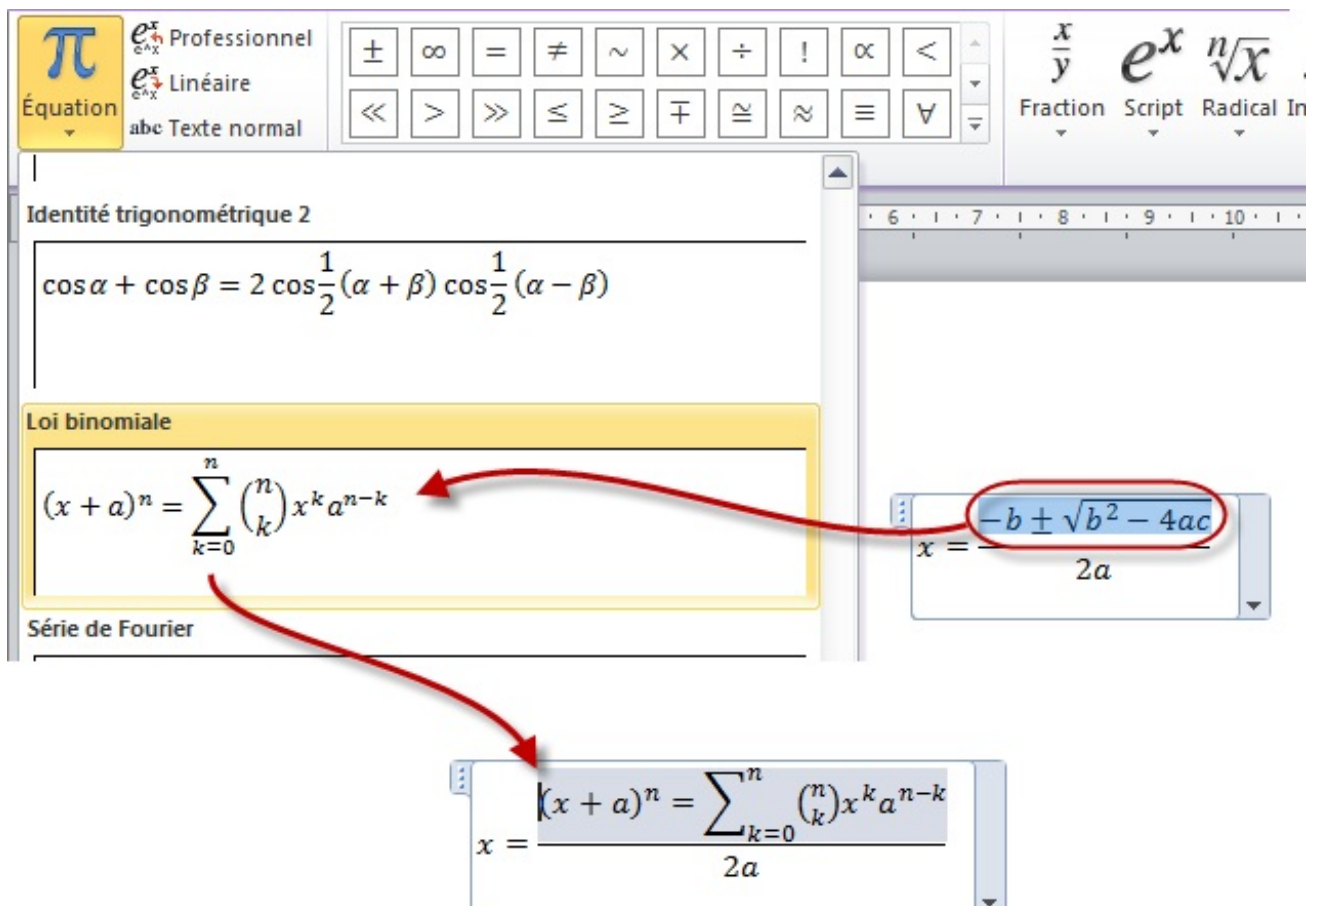 π Équation
Professionnel
Linéaire
abc Texte normal
± ∞ = ≠ ~ × ÷ ! ∝ <
≪ > ≫ ≤ ≥ ∓ ≅ ≈ ≡ ∀
x/y e^x ⁿ√x
Fraction Script Radical In
6 7 8 9 10
Identité trigonométrique 2
cos α + cos β = 2 cos 1/2 (α + β) cos 1/2 (α − β)
Loi binomiale
(x + a)^n = ∑_{k=0}^{n} (n k) x^k a^{n−k}
x = (−b ± √(b² − 4ac)) / 2a
Série de Fourier
x = ((x + a)^n = ∑_{k=0}^{n} (n k) x^k a^{n−k}) / 2a